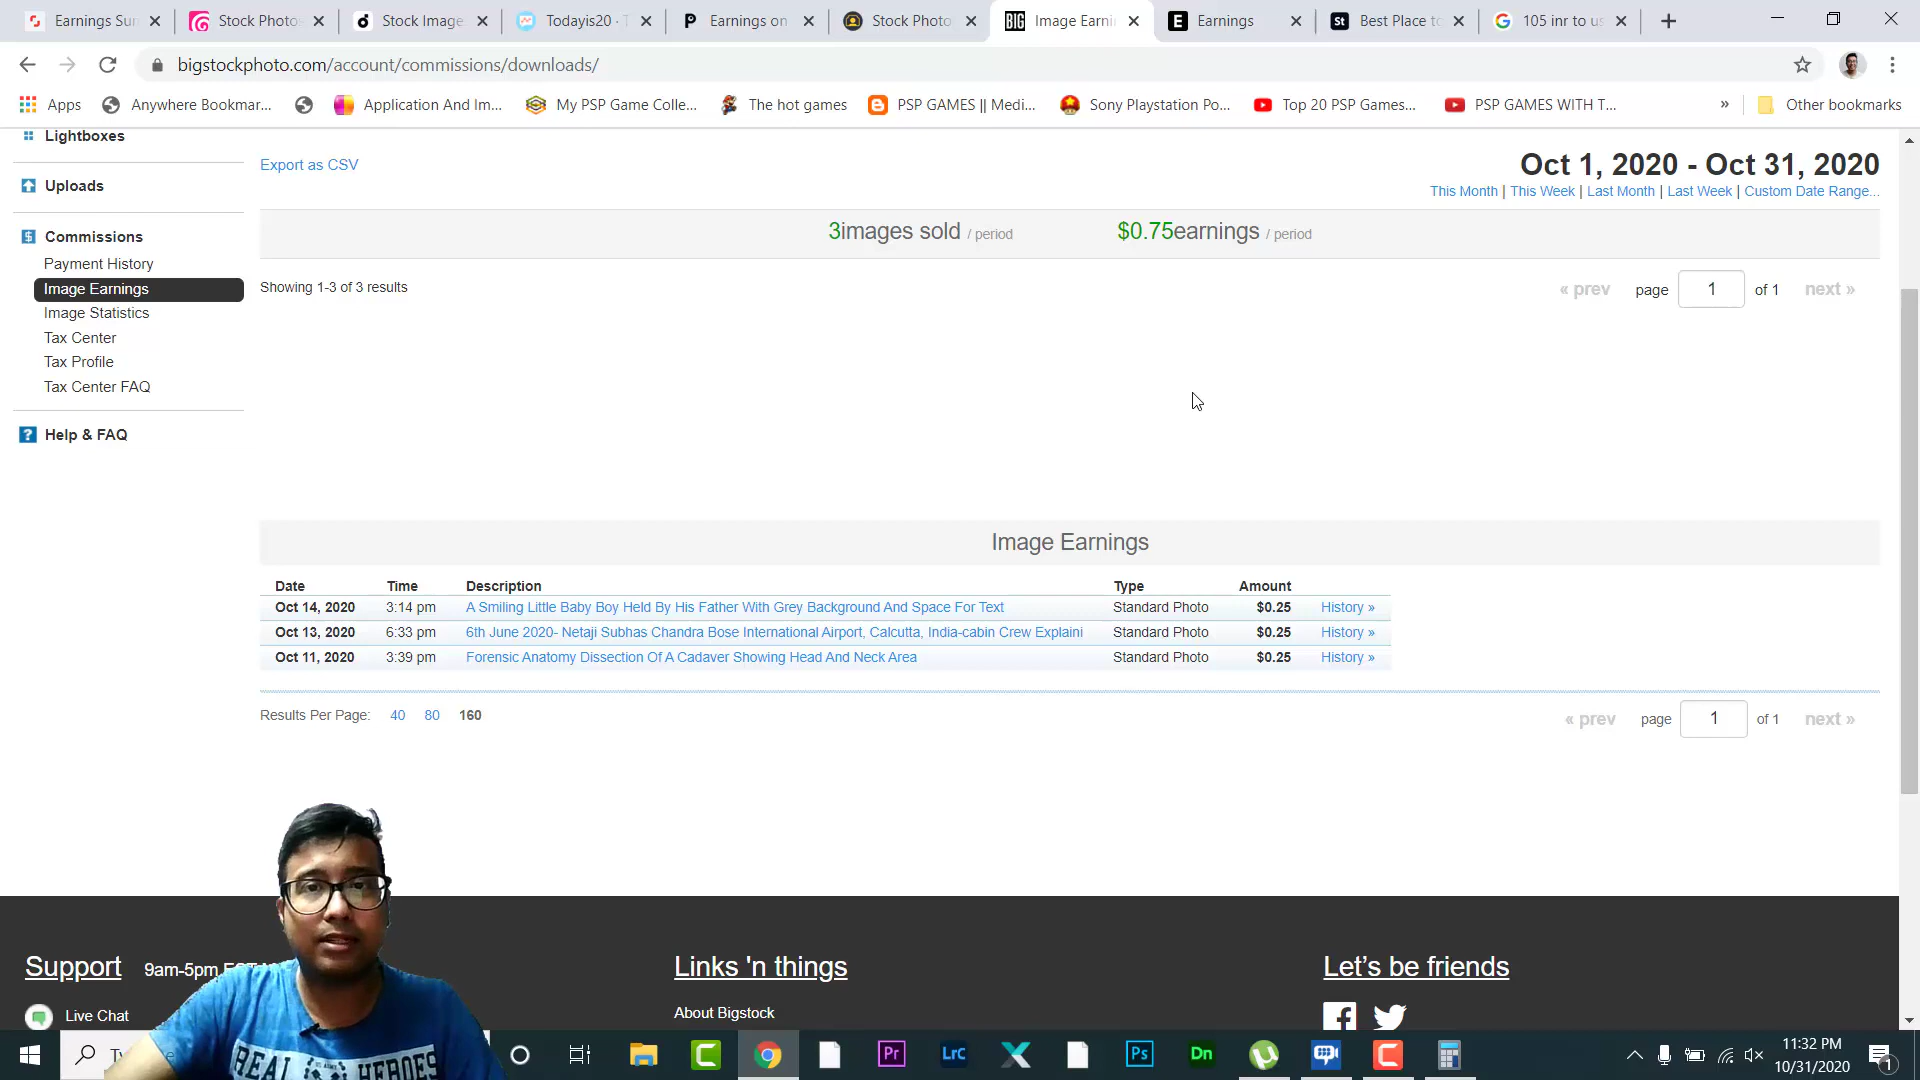 Earnings Su
Stock Photo
Stock Image
Todayis20 - T
Earnings on
Stock Photo
Image Earni
Earnings
Best Place to
105 inr to us
bigstockphoto.com/account/commissions/downloads/
Apps
Anywhere Bookmar...
Application And Im...
My PSP Game Colle...
The hot games
PSP GAMES || Medi...
Sony Playstation Po...
Top 20 PSP Games...
PSP GAMES WITH T...
»
Other bookmarks
Lightboxes
Uploads
Commissions
Payment History
Image Earnings
Image Statistics
Tax Center
Tax Profile
Tax Center FAQ
Help & FAQ
Export as CSV
Oct 1, 2020 - Oct 31, 2020
This Month | This Week | Last Month | Last Week | Custom Date Range...
3images sold / period $0.75earnings / period
Showing 1-3 of 3 results
« prev page 1 of 1 next »
Image Earnings
Date Time Description Type Amount
Oct 14, 2020 3:14 pm A Smiling Little Baby Boy Held By His Father With Grey Background And Space For Text Standard Photo $0.25 History »
Oct 13, 2020 6:33 pm 6th June 2020- Netaji Subhas Chandra Bose International Airport, Calcutta, India-cabin Crew Explaini Standard Photo $0.25 History »
Oct 11, 2020 3:39 pm Forensic Anatomy Dissection Of A Cadaver Showing Head And Neck Area Standard Photo $0.25 History »
Results Per Page: 40 80 160
« prev page 1 of 1 next »
Support 9am-5pm
Live Chat
Links 'n things
About Bigstock
Let's be friends
REAL HEROES
Pr
LrC
Ps
Dn
11:32 PM
10/31/2020
1